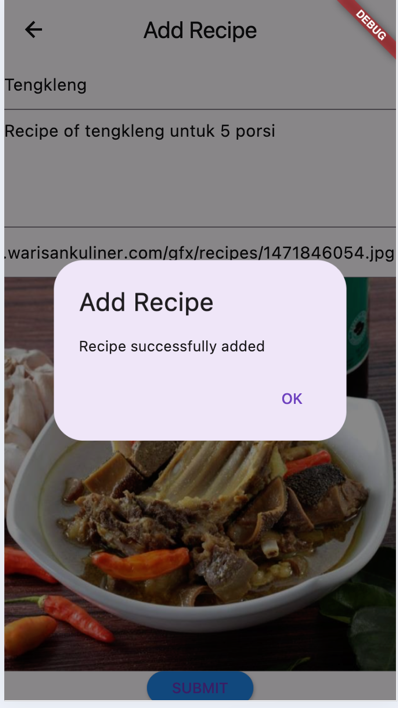 Add Recipe
DEBUG
Tengkleng
Recipe of tengkleng untuk 5 porsi
.warisankuliner.com/gfx/recipes/1471846054.jpg
Add Recipe
Recipe successfully added
OK
SUBMIT